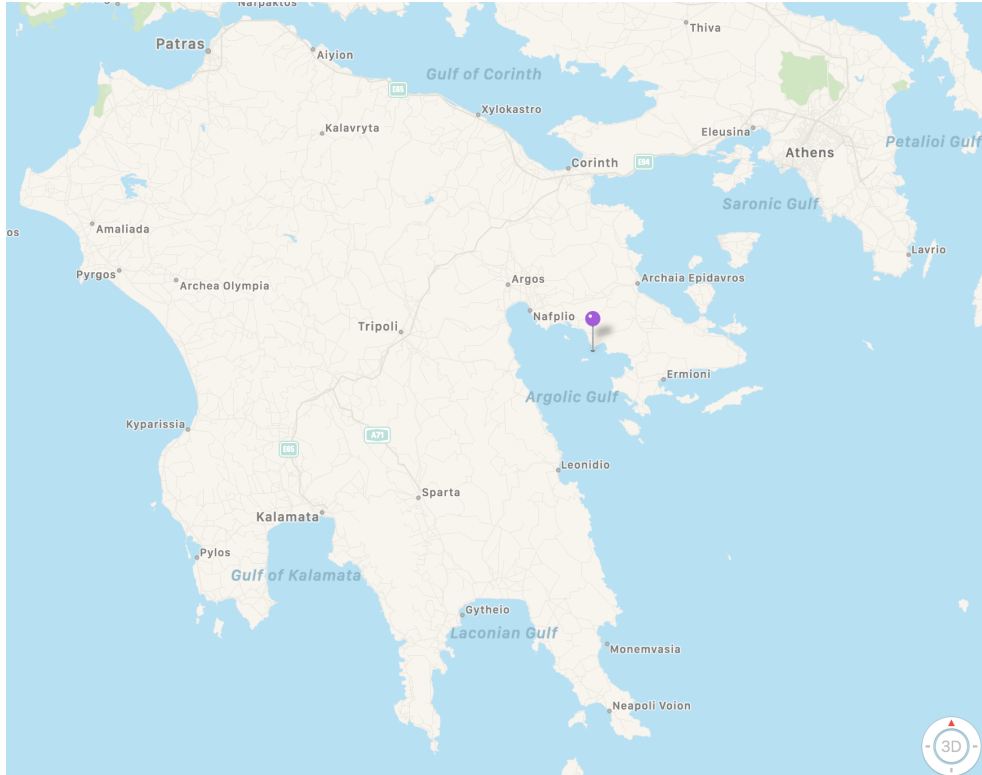 Nafpaktos
Patras
Thiva
Aiyion
Gulf of Corinth
E65
Xylokastro
Kalavryta
Eleusina
Petalioi Gulf
Athens
Corinth
E94
Saronic Gulf
Amaliada
os
Lavrio
Pyrgos
Archea Olympia
Argos
Archaia Epidavros
Nafplio
Tripoli
Ermioni
Argolic Gulf
Kyparissia
A71
E65
Leonidio
Sparta
Kalamata
Pylos
Gulf of Kalamata
Gytheio
Laconian Gulf
Monemvasia
Neapoli Voion
3D